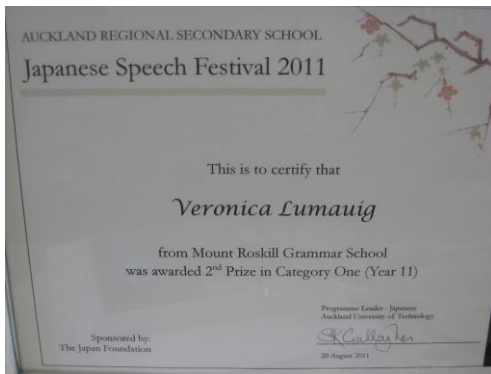 AUCKLAND REGIONAL SECONDARY SCHOOL
Japanese Speech Festival 2011
This is to certify that
Veronica Lumauig
from Mount Roskill Grammar School
was awarded 2nd Prize in Category One (Year 11)
Programme Leader - Japanese
Auckland University of Technology
SKGallagher
20 August 2011
Sponsored by:
The Japan Foundation